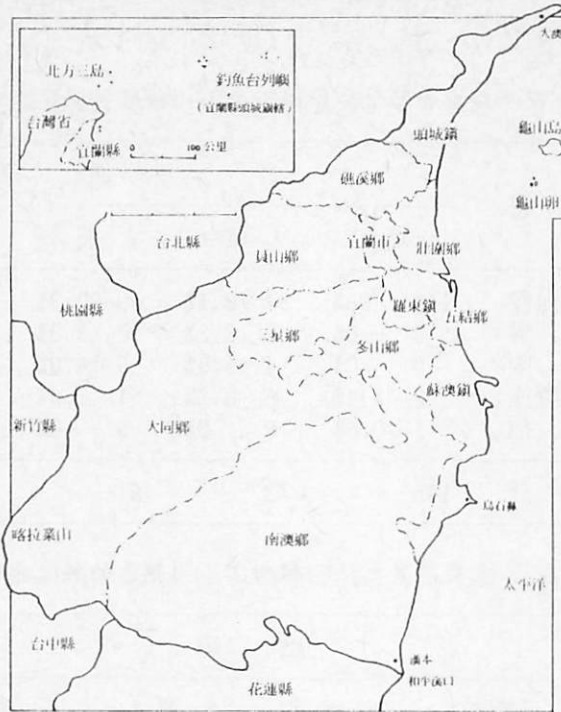 北方三島
釣魚台列嶼
(宜蘭縣頭城鎮轄)
台灣省
宜蘭縣
0 100 公里
大溪
頭城鎮
龜山島
龜山卵
礁溪鄉
台北縣
員山鄉
宜蘭市
壯圍鄉
桃園縣
羅東鎮
五結鄉
三星鄉
冬山鄉
蘇澳鎮
新竹縣
大同鄉
喀拉業山
烏石鼻
南澳鄉
太平洋
台中縣
漢本
和平溪口
花蓮縣